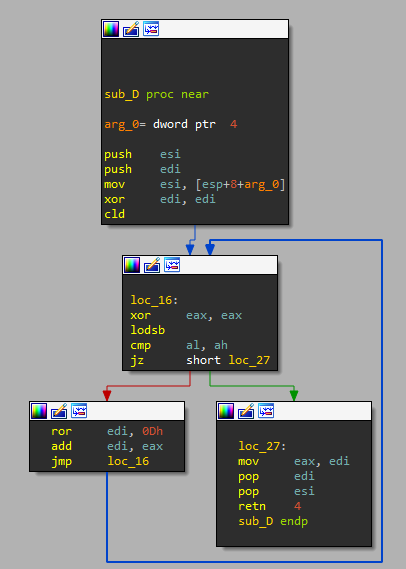 sub_D proc near
arg_0= dword ptr  4
push    esi
push    edi
mov     esi, [esp+8+arg_0]
xor     edi, edi
cld
loc_16:
xor     eax, eax
lodsb
cmp     al, ah
jz      short loc_27
ror     edi, 0Dh
add     edi, eax
jmp     loc_16
loc_27:
mov     eax, edi
pop     edi
pop     esi
retn    4
sub_D endp